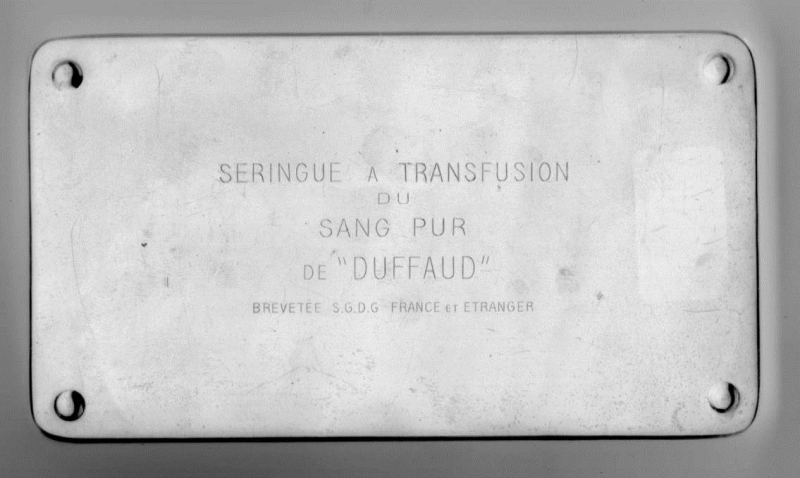 SERINGUE A TRANSFUSION
DU
SANG PUR
DE "DUFFAUD"
BREVETÉE S.G.D.G FRANCE ET ETRANGER